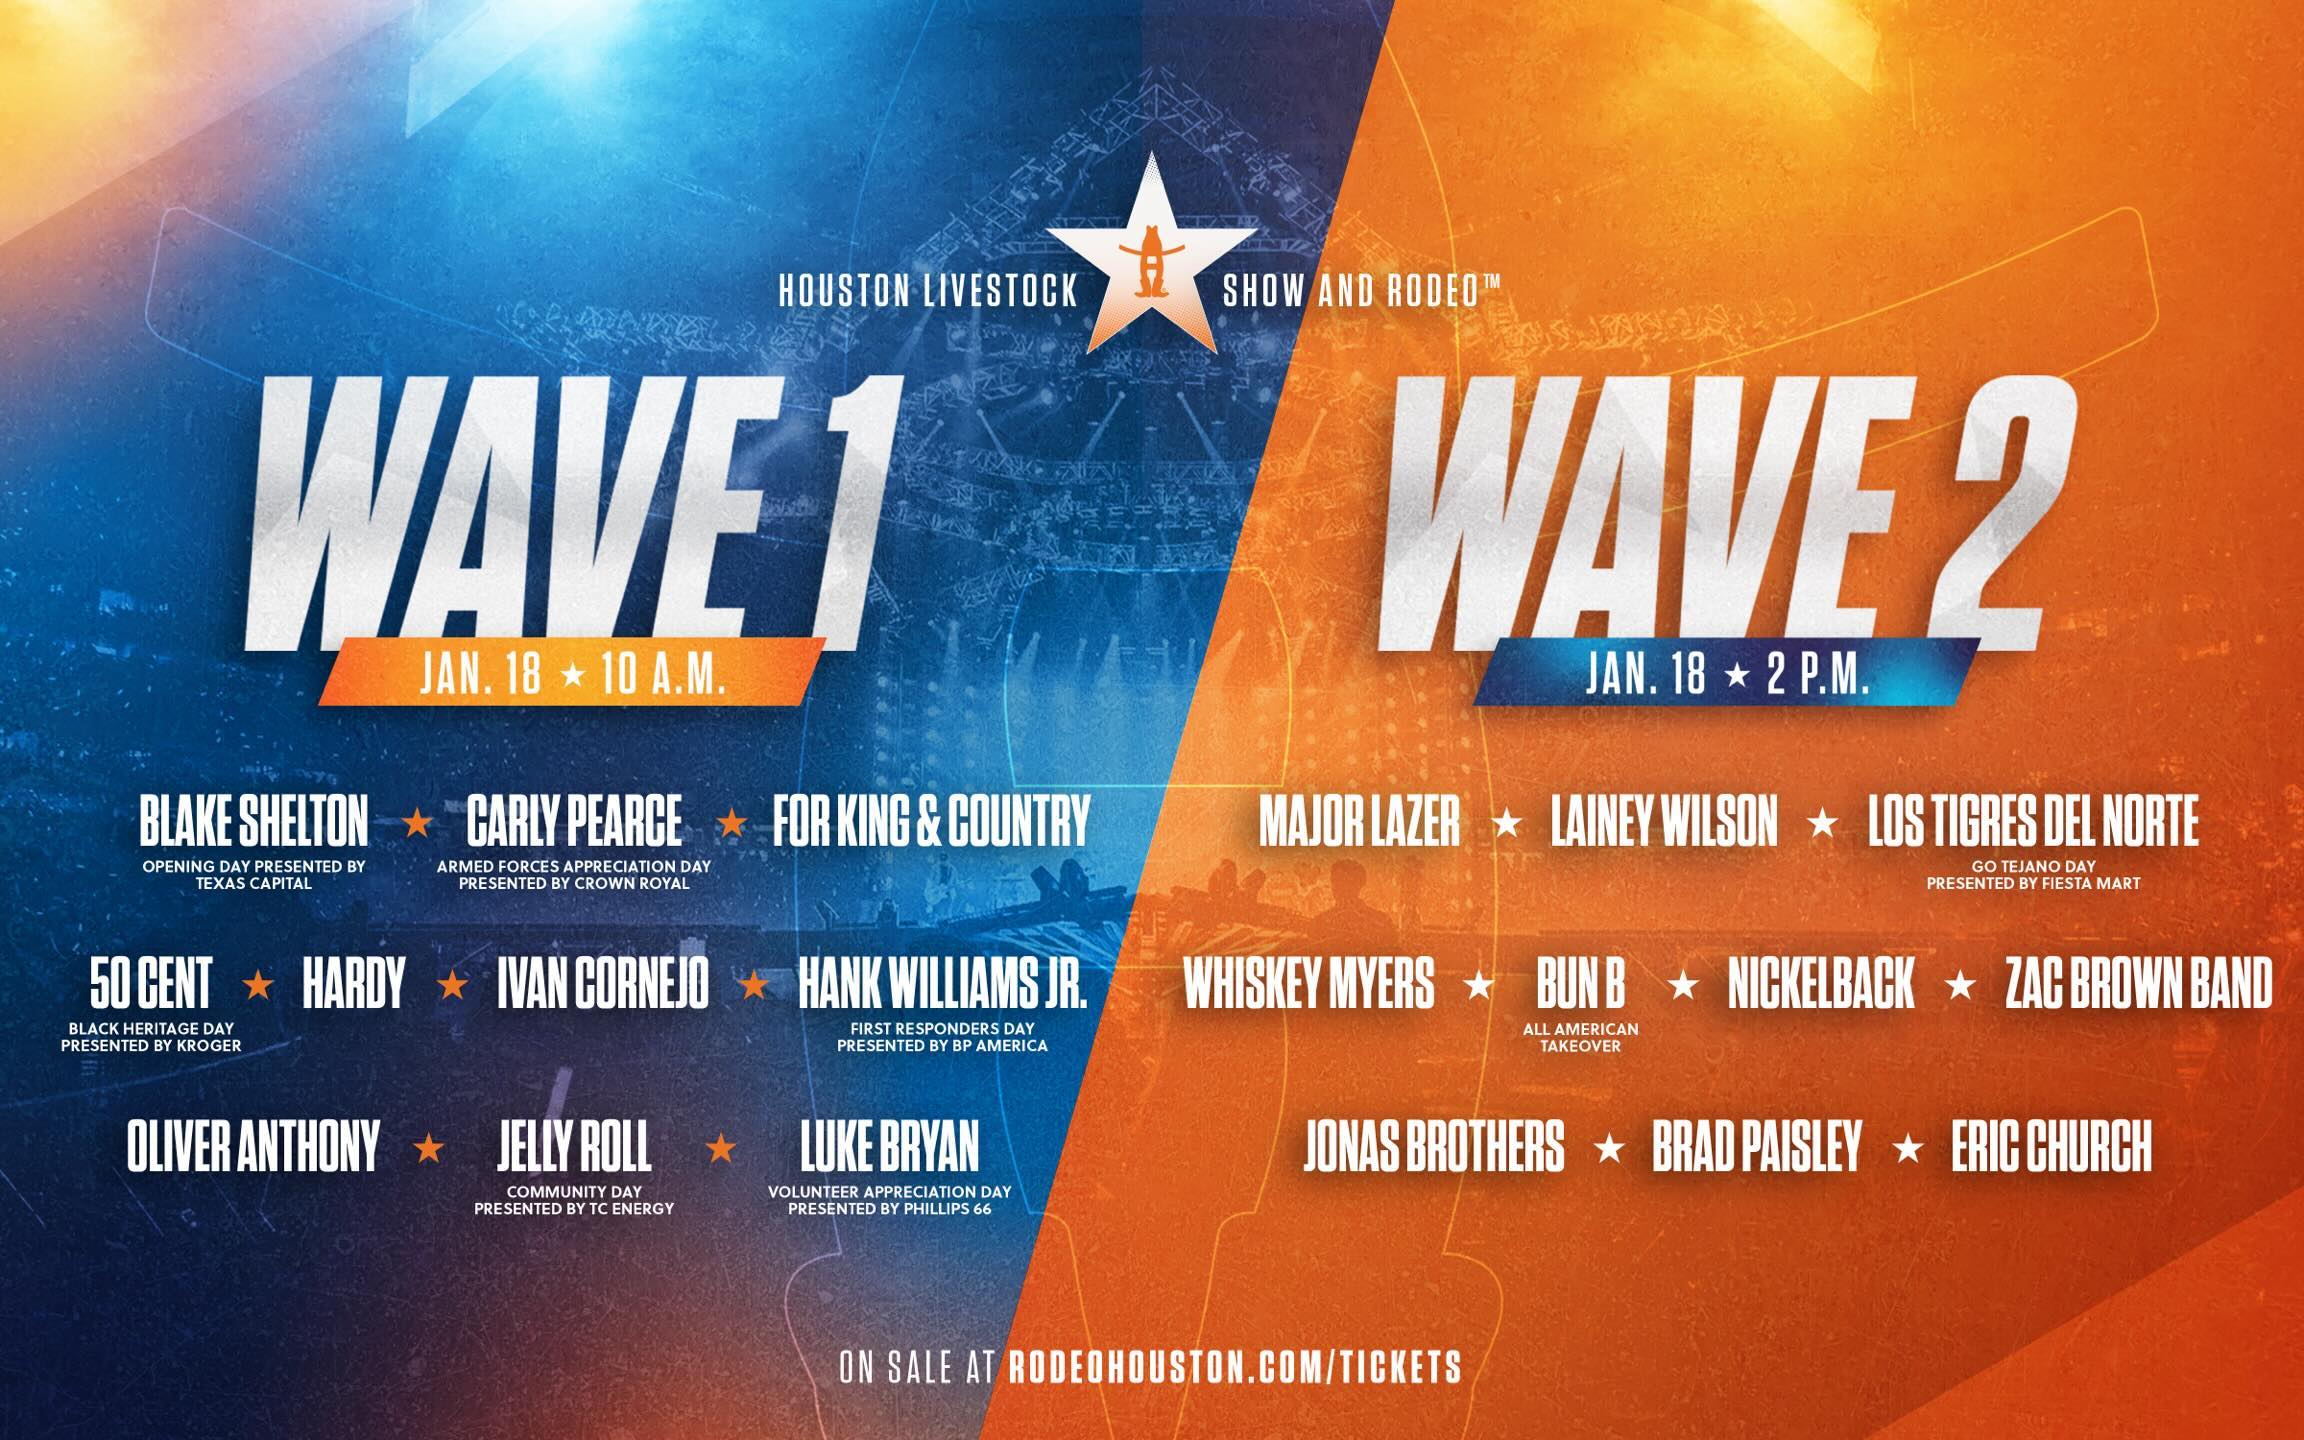 HOUSTON LIVESTOCK SHOW AND RODEO™
WAVE 1
JAN. 18 ★ 10 A.M.
BLAKE SHELTON ★ CARLY PEARCE ★ FOR KING & COUNTRY
OPENING DAY PRESENTED BY
TEXAS CAPITAL
ARMED FORCES APPRECIATION DAY
PRESENTED BY CROWN ROYAL
50 CENT ★ HARDY ★ IVAN CORNEJO ★ HANK WILLIAMS JR.
BLACK HERITAGE DAY
PRESENTED BY KROGER
FIRST RESPONDERS DAY
PRESENTED BY BP AMERICA
OLIVER ANTHONY ★ JELLY ROLL ★ LUKE BRYAN
COMMUNITY DAY
PRESENTED BY TC ENERGY
VOLUNTEER APPRECIATION DAY
PRESENTED BY PHILLIPS 66
WAVE 2
JAN. 18 ★ 2 P.M.
MAJOR LAZER ★ LAINEY WILSON ★ LOS TIGRES DEL NORTE
GO TEJANO DAY
PRESENTED BY FIESTA MART
WHISKEY MYERS ★ BUN B ★ NICKELBACK ★ ZAC BROWN BAND
ALL AMERICAN
TAKEOVER
JONAS BROTHERS ★ BRAD PAISLEY ★ ERIC CHURCH
ON SALE AT RODEOHOUSTON.COM/TICKETS